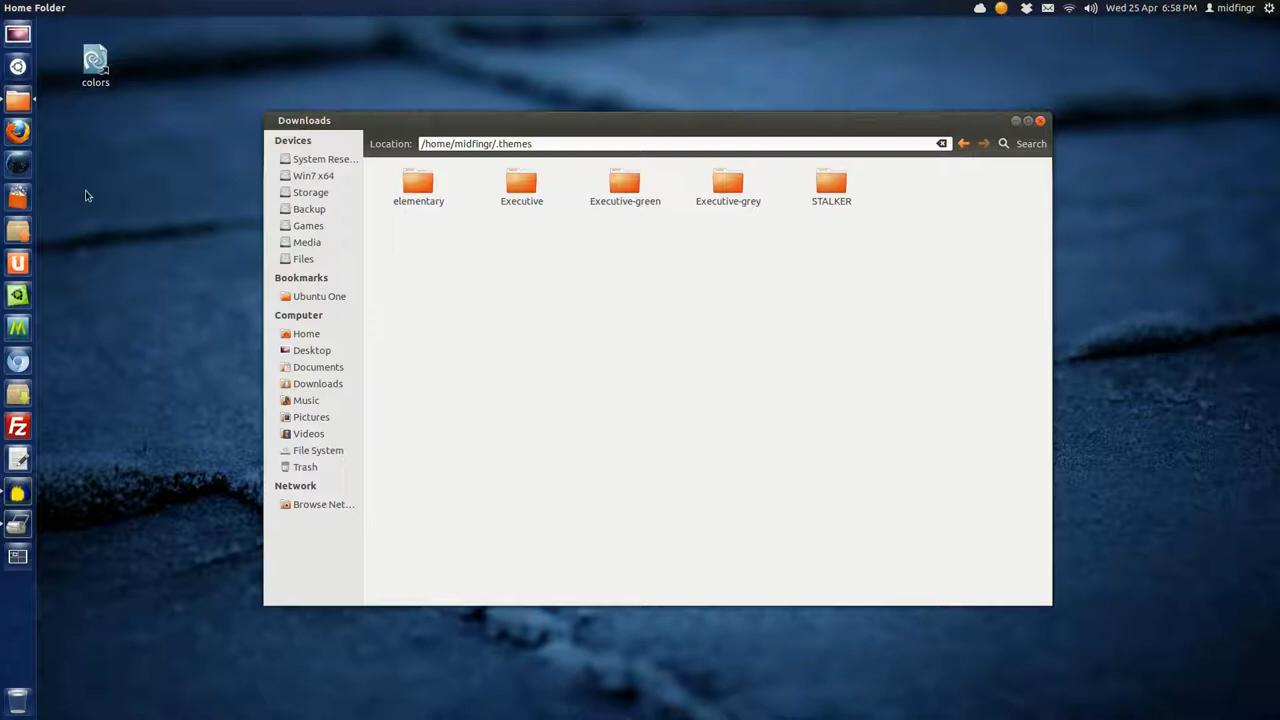 Home Folder
Wed 25 Apr 6:58 PM midfingr
colors
Downloads
Devices
System Rese...
Win7 x64
Storage
Backup
Games
Media
Files
Bookmarks
Ubuntu One
Computer
Home
Desktop
Documents
Downloads
Music
Pictures
Videos
File System
Trash
Network
Browse Net...
Location: /home/midfingr/.themes
Search
elementary
Executive
Executive-green
Executive-grey
STALKER